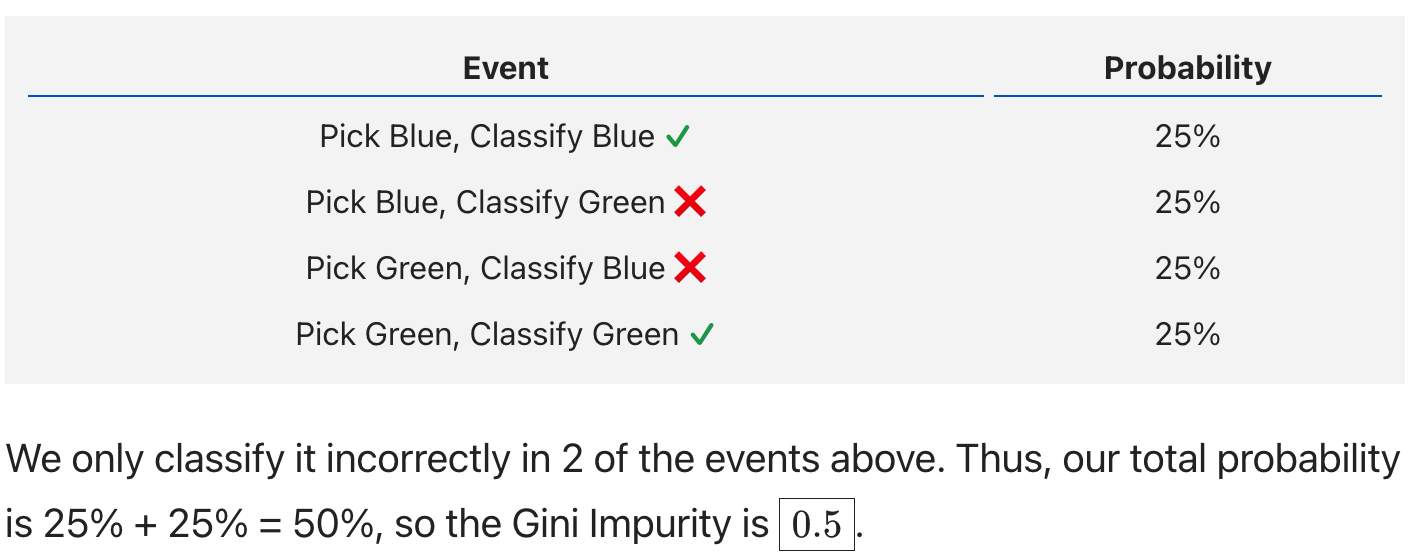 Event Probability
Pick Blue, Classify Blue ✓ 25%
Pick Blue, Classify Green ❌ 25%
Pick Green, Classify Blue ❌ 25%
Pick Green, Classify Green ✓ 25%
We only classify it incorrectly in 2 of the events above. Thus, our total probability
is 25% + 25% = 50%, so the Gini Impurity is 0.5.